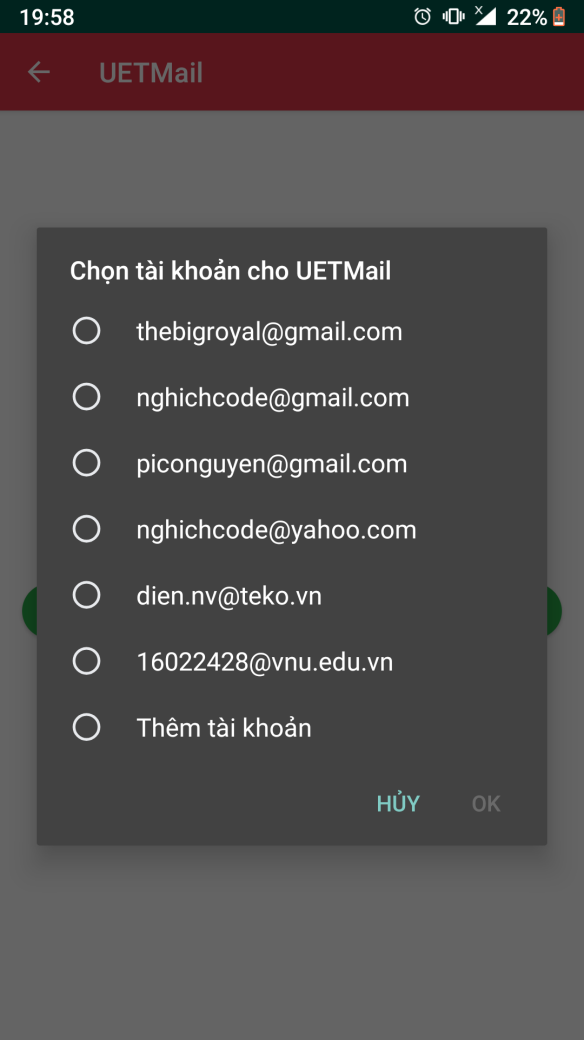 19:58
22%
UETMail
Chọn tài khoản cho UETMail
thebigroyal@gmail.com
nghichcode@gmail.com
piconguyen@gmail.com
nghichcode@yahoo.com
dien.nv@teko.vn
16022428@vnu.edu.vn
Thêm tài khoản
HỦY
OK